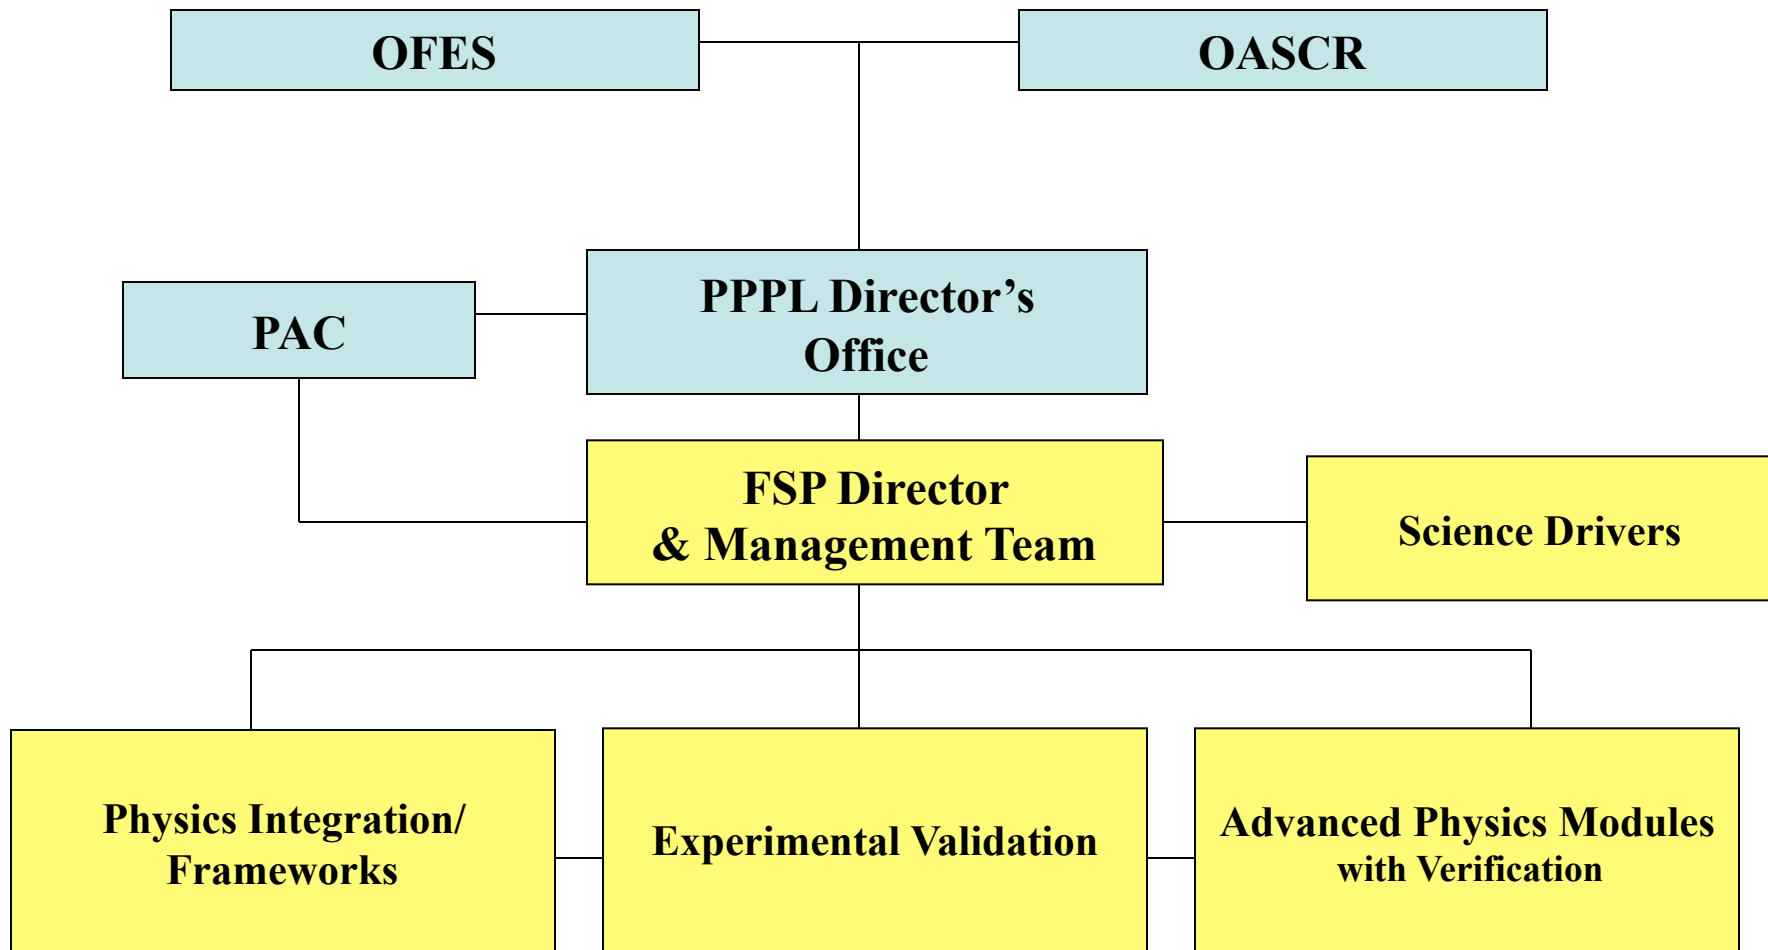 OFES
OASCR
PPPL Director’s
Office
PAC
FSP Director
& Management Team
Science Drivers
Physics Integration/
Frameworks
Experimental Validation
Advanced Physics Modules
with Verification